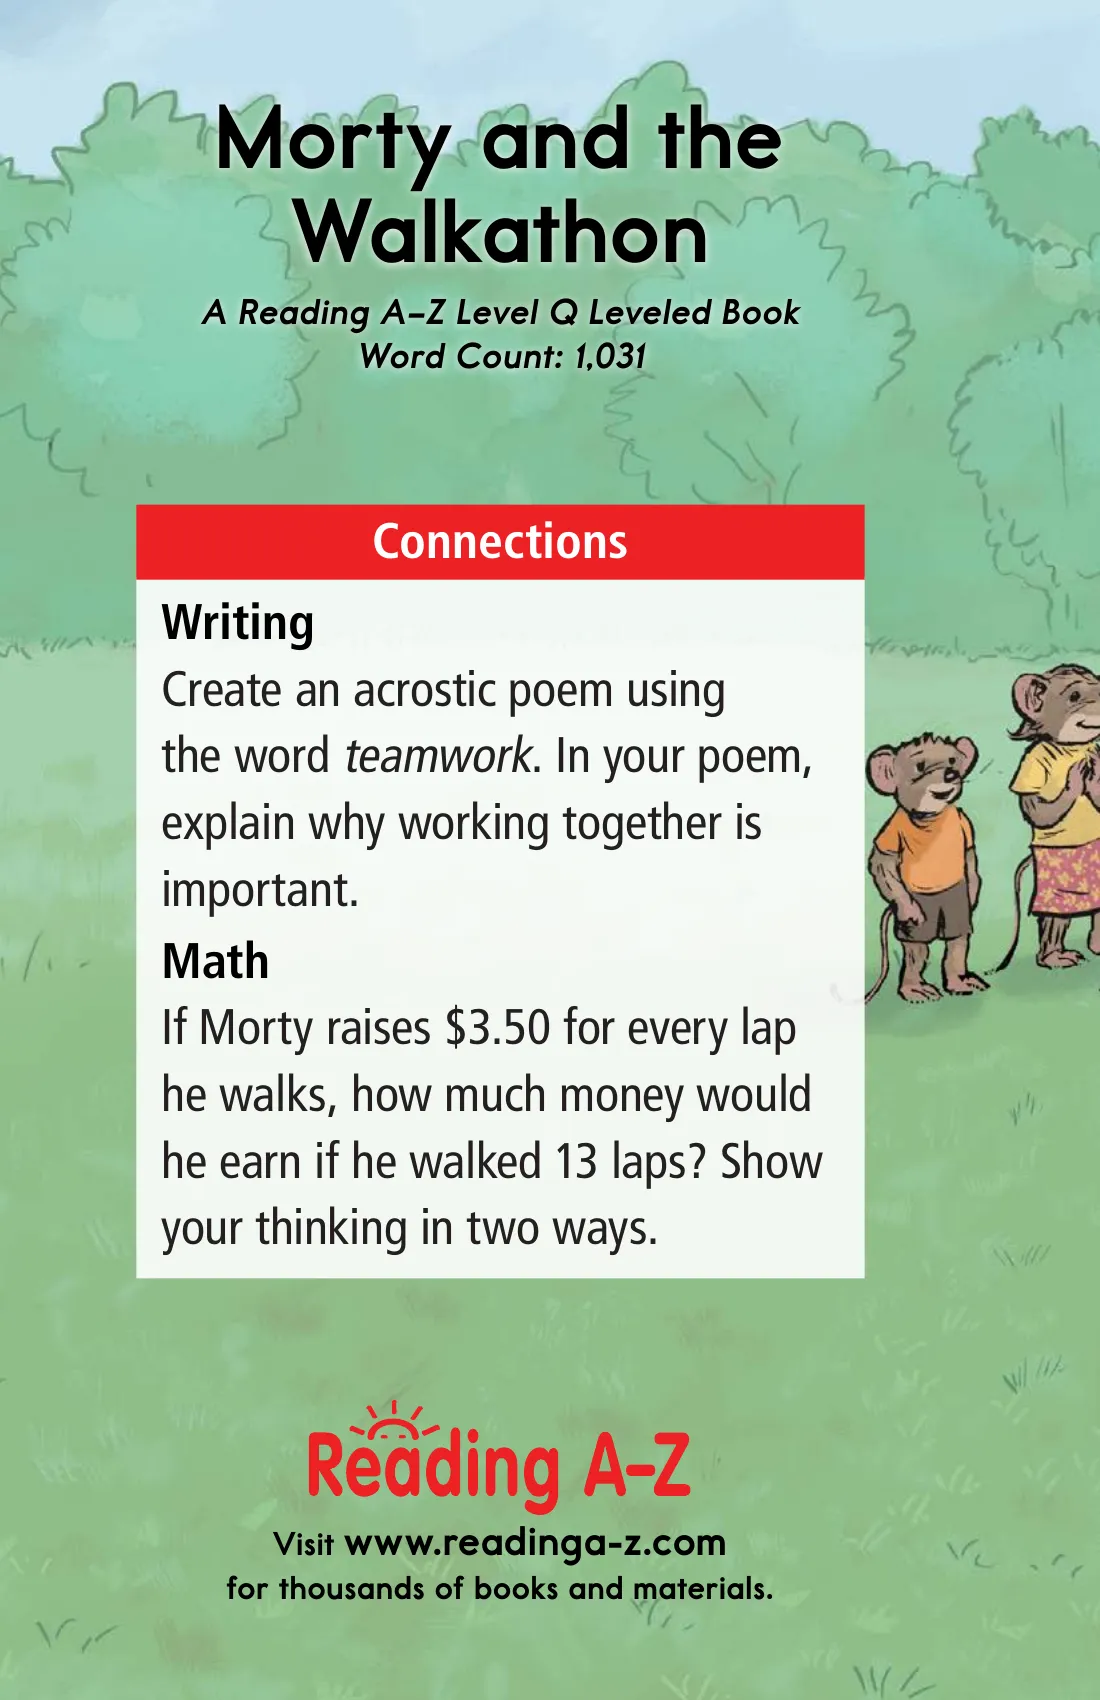 Morty and the
Walkathon
A Reading A–Z Level Q Leveled Book
Word Count: 1,031
Connections
Writing
Create an acrostic poem using
the word teamwork. In your poem,
explain why working together is
important.
Math
If Morty raises $3.50 for every lap
he walks, how much money would
he earn if he walked 13 laps? Show
your thinking in two ways.
Reading A–Z
Visit www.readinga-z.com
for thousands of books and materials.